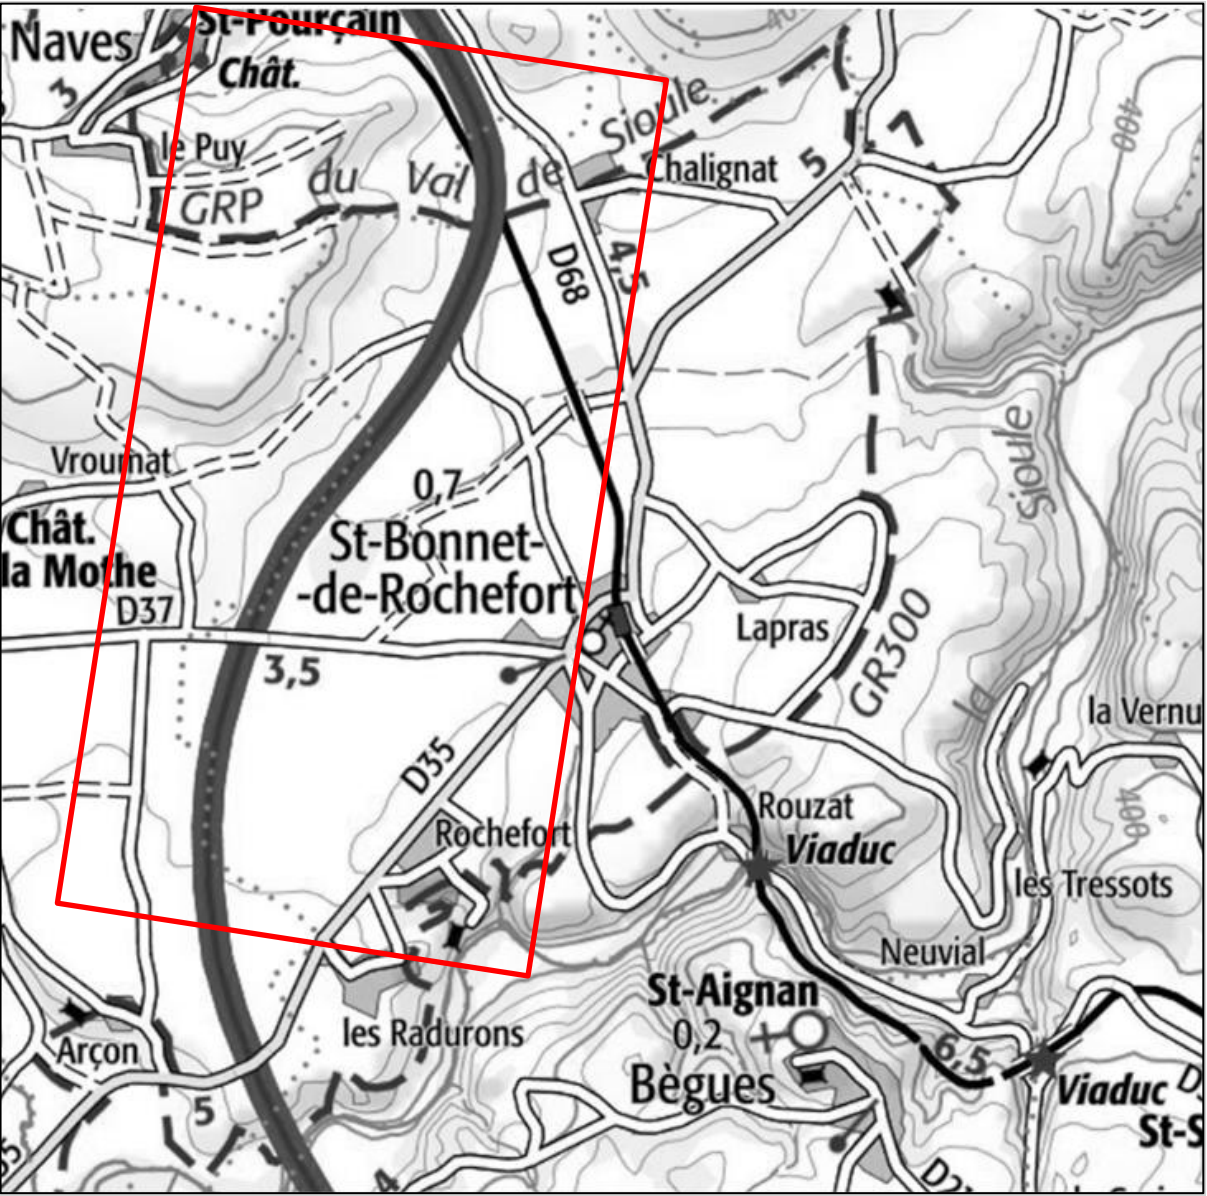 St-Pourçain
Naves
Chât.
3
400
Sioule
7
le Puy
du Val de
Chalignat
5
GRP
400
D68
4,5
Sioule
Vroumat
0,7
Chât.
la Mothe
St-Bonnet-
-de-Rochefort
D37
Lapras
GR300
3,5
la
la Vernu
D35
Rouzat
400
Rochefort
Viaduc
les Tressots
Neuvial
St-Aignan
0,2
les Radurons
Arçon
6,5
Bègues
Viaduc
5
St-S
4